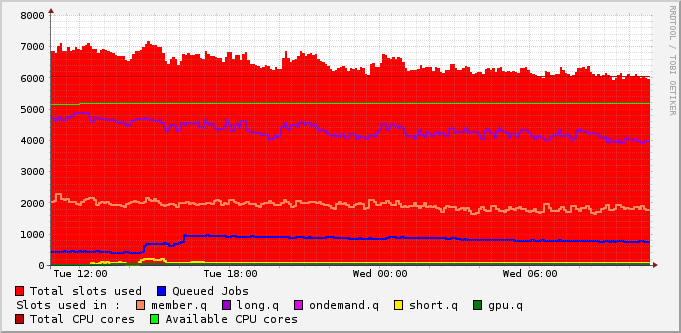 RRDTOOL / TOBI OETIKER
8000
7000
6000
5000
4000
3000
2000
1000
0
Tue 12:00 Tue 18:00 Wed 00:00 Wed 06:00
Total slots used Queued Jobs
Slots used in : member.q long.q ondemand.q short.q gpu.q
Total CPU cores Available CPU cores